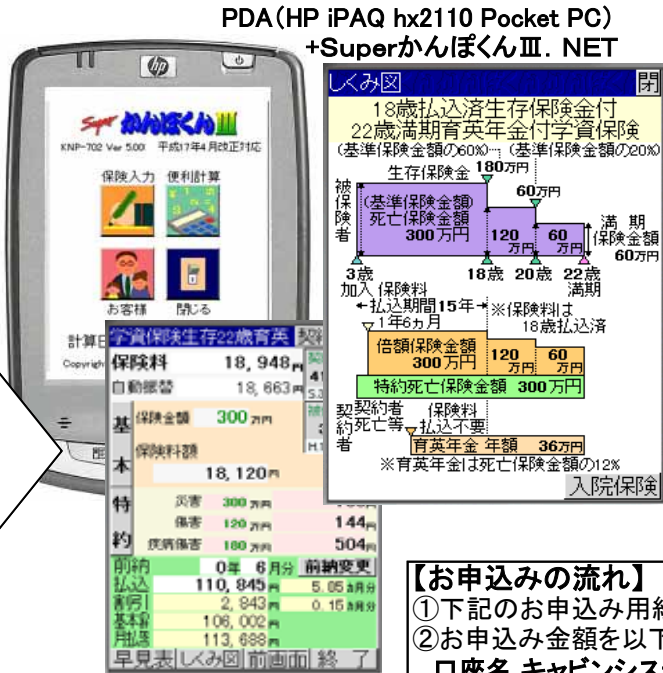 PDA(HP iPAQ hx2110 Pocket PC)
+Superかんぽくん Ⅲ. NET
hp
Super かんぽくん Ⅲ
KNP-702 Ver 5.00 平成17年4月改正対応
保険入力 便利計算
お客様 閉じる
計算日
Copyright
しくみ図 閉
18歳払込済生存保険金付
22歳満期育英年金付学資保険
(基準保険金額の60%) (基準保険金額の20%)
生存保険金 180万円
60万円
被保険者
(基準保険金額)
死亡保険金額
300万円
120万円
60万円
満期
保険金額
60万円
3歳 18歳 20歳 22歳
加入 保険料 満期
払込期間15年 ※保険料は
18歳払込済
1年6ヵ月
倍額保険金額
300万円
120万円
60万円
特約死亡保険金額 300万円
契約者
契約者 保険料
死亡等 払込不要
育英年金 年額 36万円
※育英年金は死亡保険金額の12%
入院保険
学資保険生存22歳育英
保険料 18,948円
自動振替 18,663円
基本
保険金額 300万円
保険料額
18,120円
特約
災害 300万円
傷害 120万円 144円
疾病傷害 180万円 504円
前納 0年 6月分 前納変更
払込 110,845円 5.85ヵ月分
割引 2,843円 0.15ヵ月分
106,002円
113,688円
早見表 しくみ図 前画面 終了
【お申込みの流れ】
①下記のお申込み用
②お申込み金額を以下